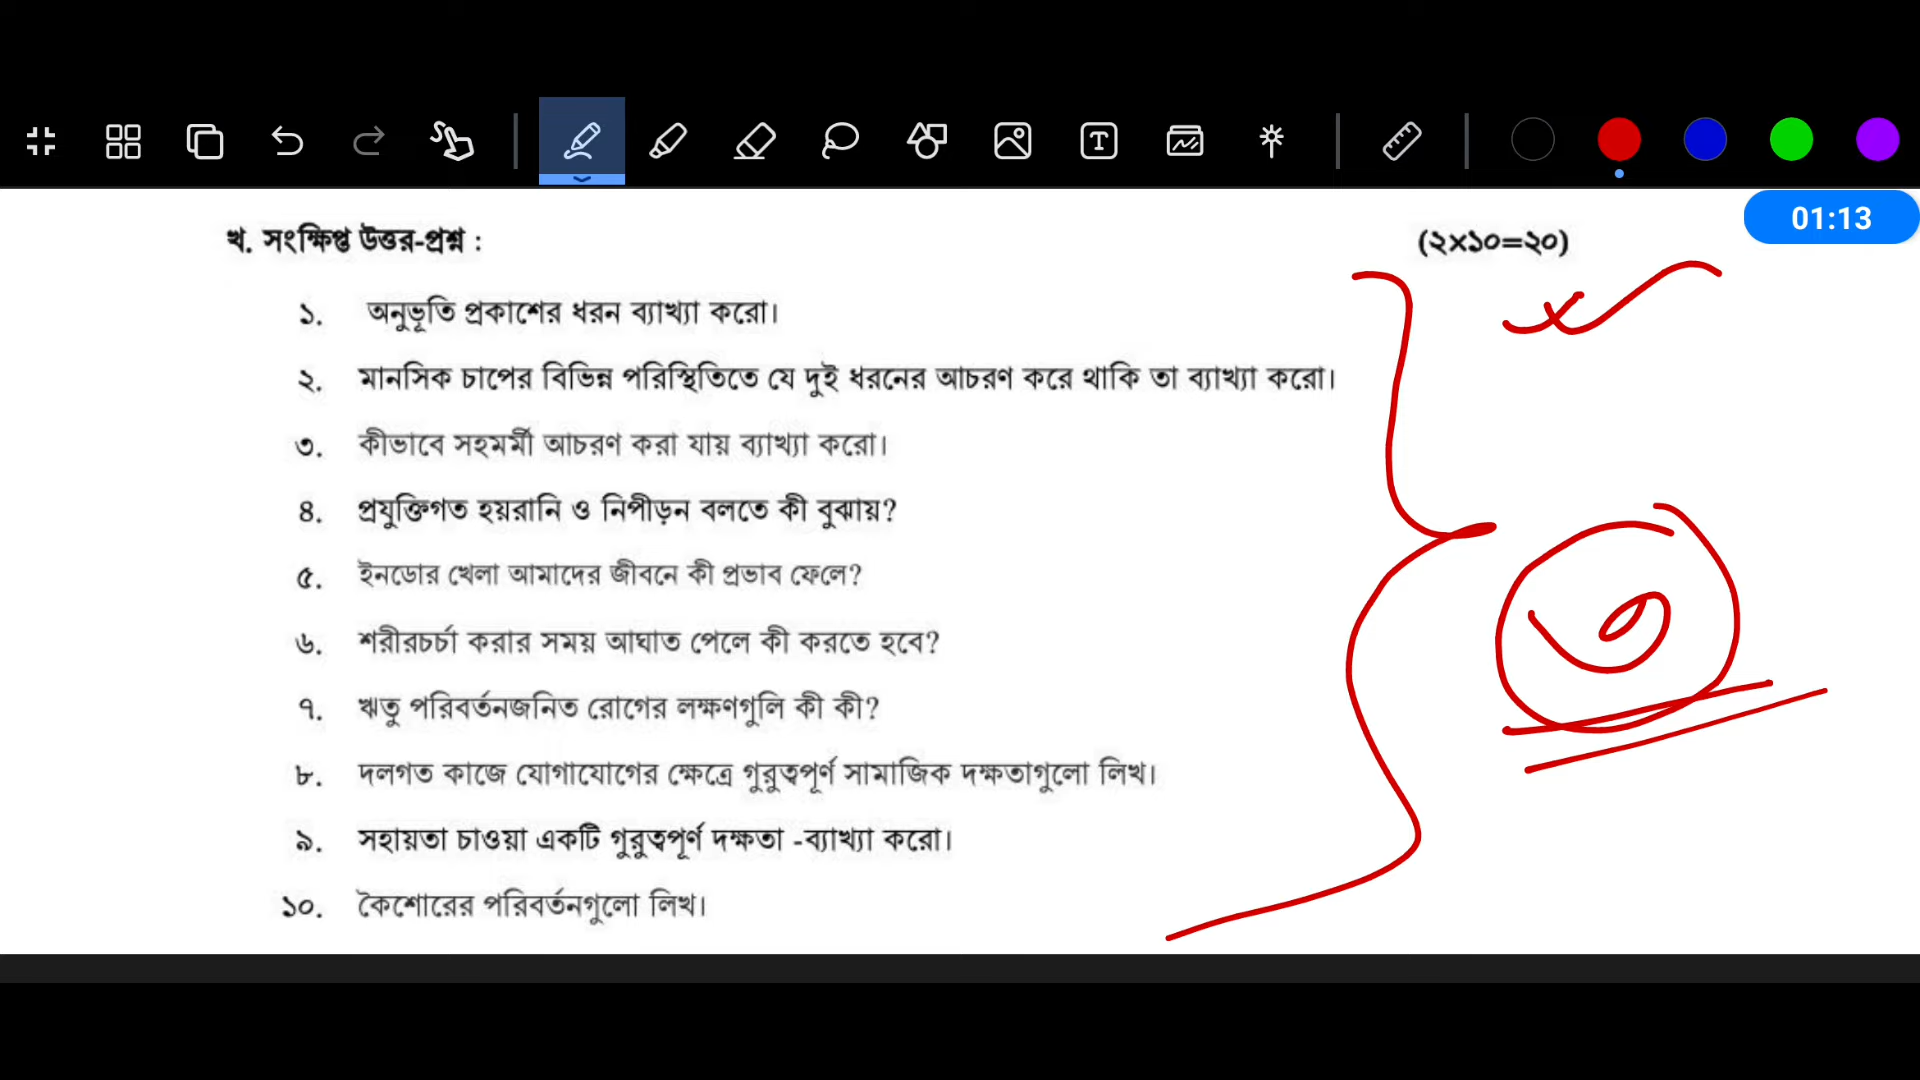 01:13
খ. সংক্ষিপ্ত উত্তর-প্রশ্ন : (২×১০=২০)
১. অনুভূতি প্রকাশের ধরন ব্যাখ্যা করো।
২. মানসিক চাপের বিভিন্ন পরিস্থিতিতে যে দুই ধরনের আচরণ করে থাকি তা ব্যাখ্যা করো।
৩. কীভাবে সহমর্মী আচরণ করা যায় ব্যাখ্যা করো।
৪. প্রযুক্তিগত হয়রানি ও নিপীড়ন বলতে কী বুঝায়?
৫. ইনডোর খেলা আমাদের জীবনে কী প্রভাব ফেলে?
৬. শরীরচর্চা করার সময় আঘাত পেলে কী করতে হবে?
৭. ঋতু পরিবর্তনজনিত রোগের লক্ষণগুলি কী কী?
৮. দলগত কাজে যোগাযোগের ক্ষেত্রে গুরুত্বপূর্ণ সামাজিক দক্ষতাগুলো লিখ।
৯. সহায়তা চাওয়া একটি গুরুত্বপূর্ণ দক্ষতা -ব্যাখ্যা করো।
১০. কৈশোরের পরিবর্তনগুলো লিখ।